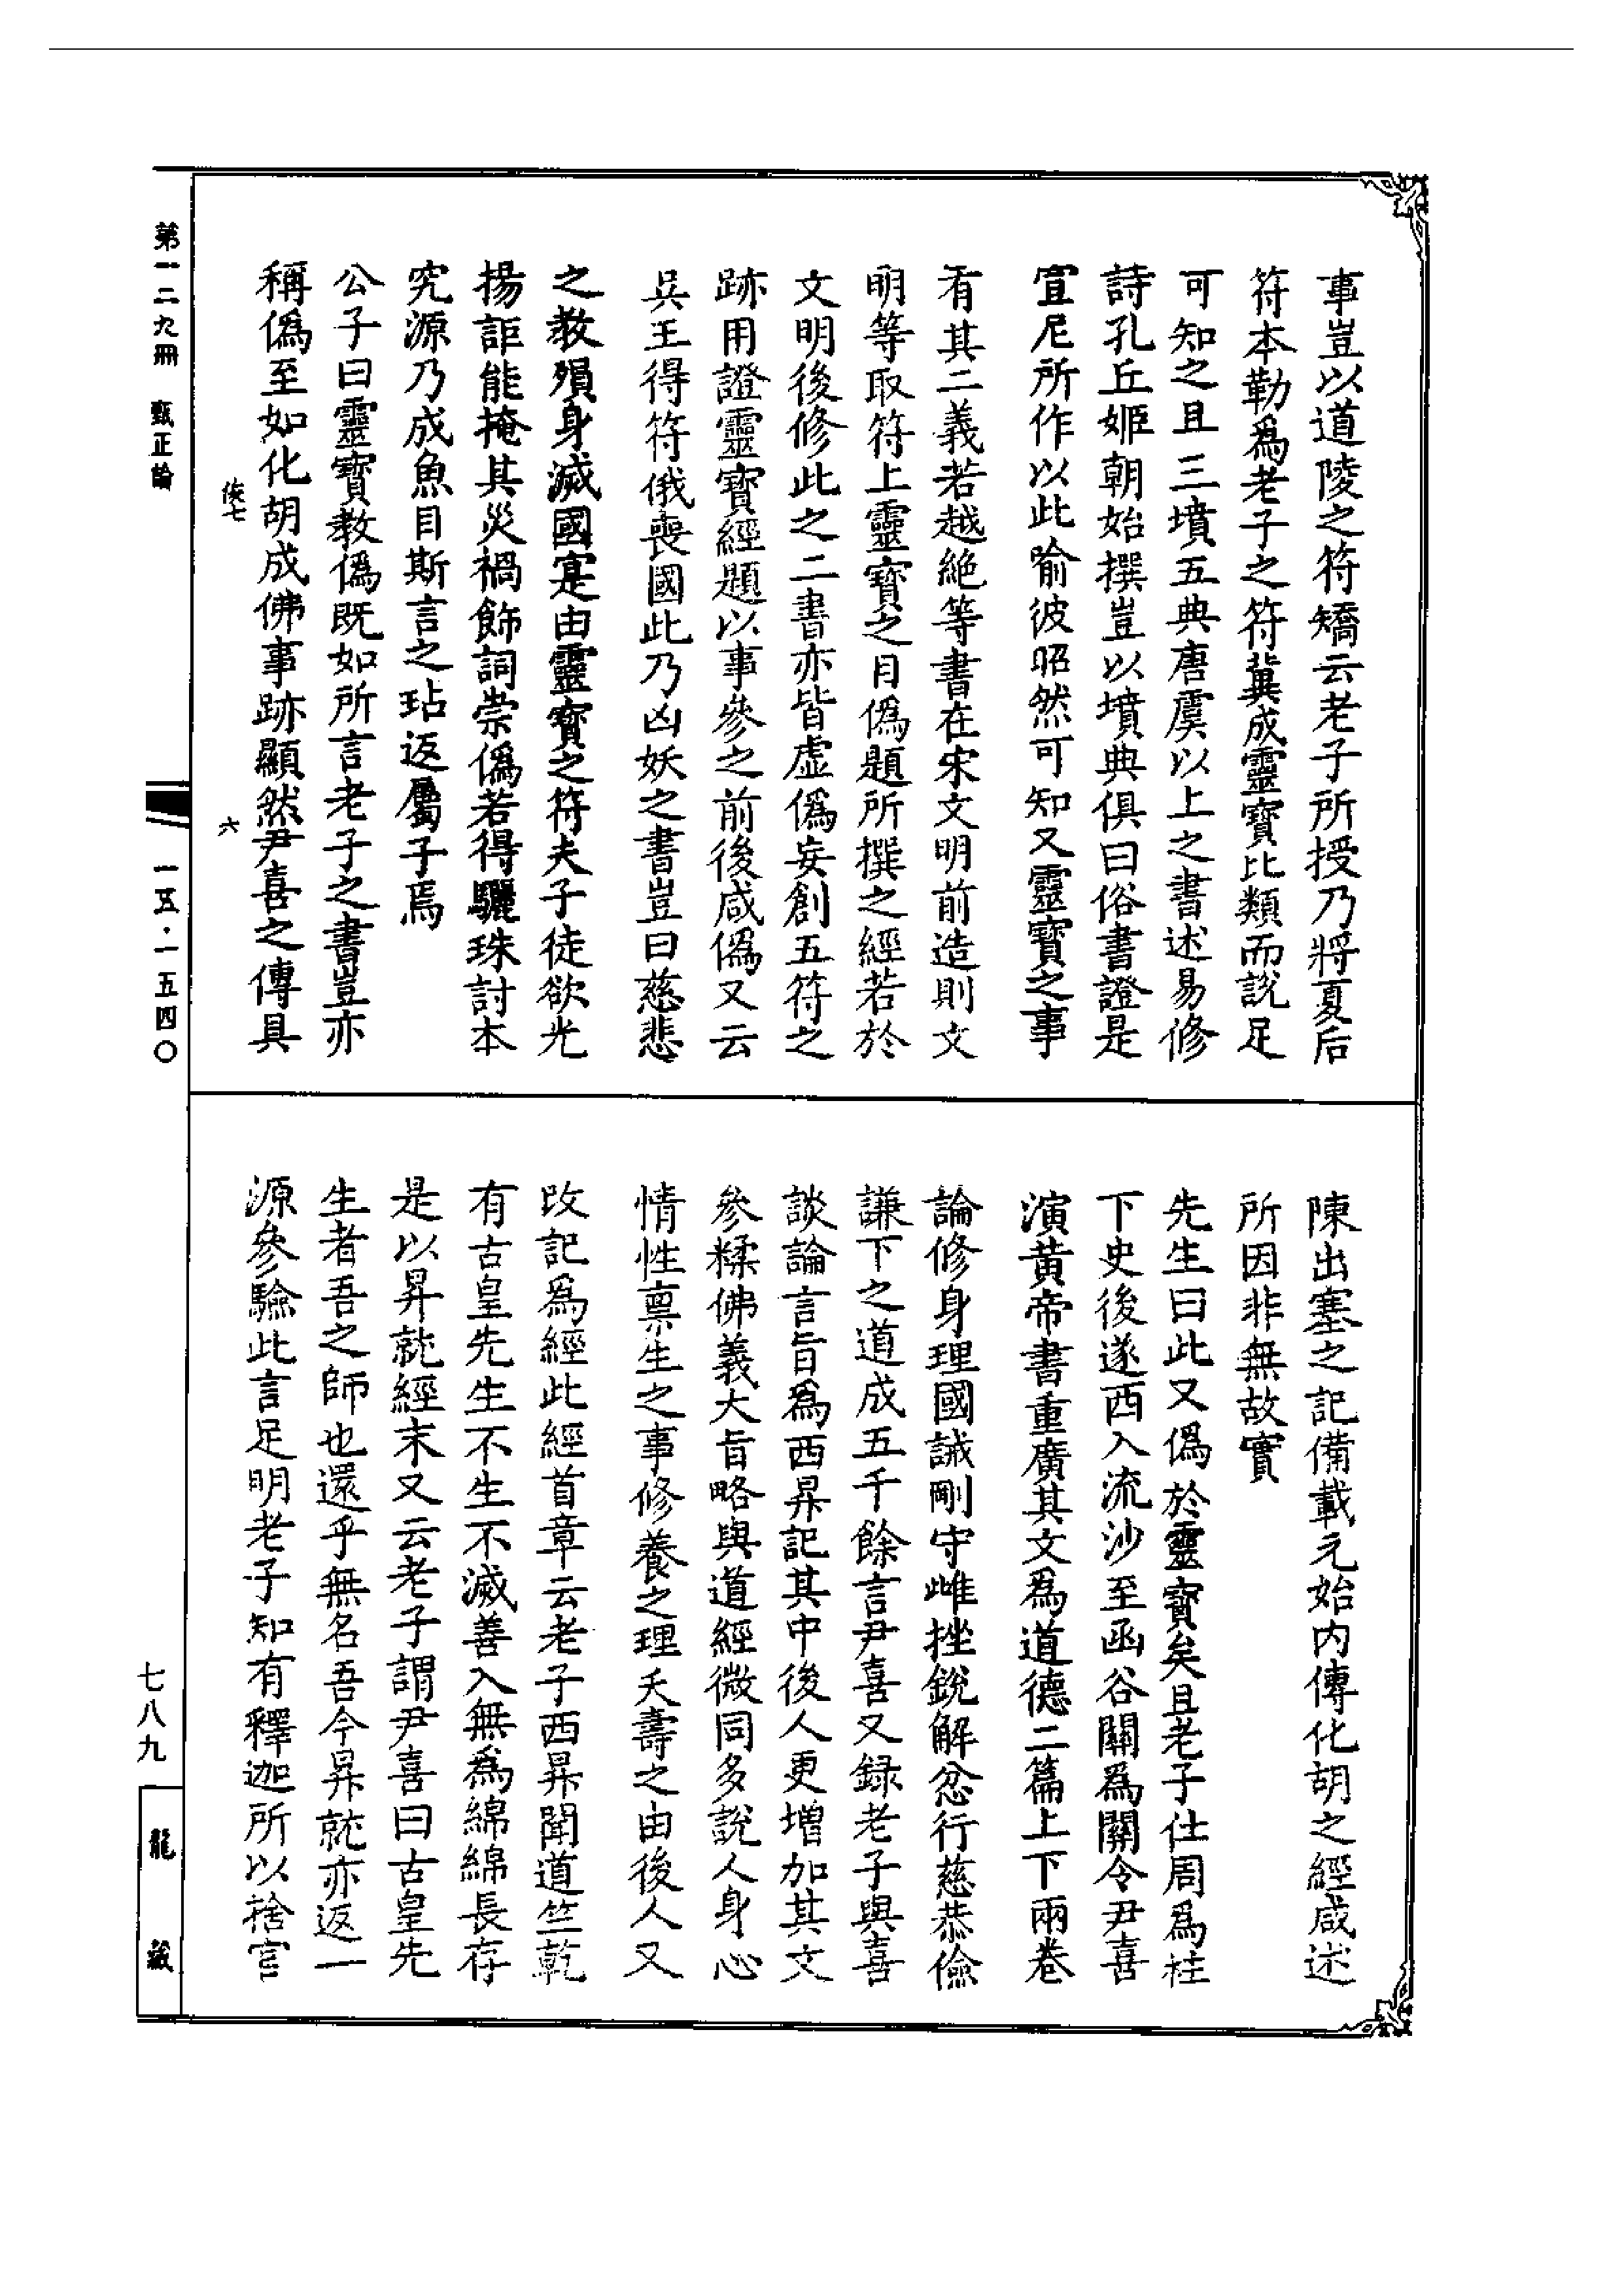 事豈以道陵之符矯云老子所授乃將夏后
符本勒爲老子之符冀成靈寶比類而説足
可知之且三墳五典唐虞以上之書述易修
詩孔丘姬朝始撰豈以墳典俱曰俗書證是
宣尼所作以此喻彼昭然可知又靈寶之事
有其二義若越絶等書在宋文明前造則文
明等取符上靈寶之目僞題所撰之經若於
文明後修此之二書亦皆虛僞妄創五符之
跡用證靈寶經題以事參之前後咸僞又云
吳王得符俄喪國此乃凶妖之書豈曰慈悲
之教殞身滅國寔由靈寶之符夫子徒欲光
揚詎能掩其災禍飾詞崇僞若得驪珠討本
究源乃成魚目斯言之玷返屬子焉
公子曰靈寶教僞既如所言老子之書豈亦
稱僞至如化胡成佛事跡顯然尹喜之傳具
陳出塞之記備載元始内傳化胡之經咸述
所因非無故實
先生曰此又僞於靈寶矣且老子仕周爲柱
下史後遂西入流沙至函谷關爲關令尹喜
演黄帝書重廣其文爲道德二篇上下兩卷
論修身理國誡剛守雌挫銳解忿行慈恭儉
謙下之道成五千餘言尹喜又録老子與喜
談論言旨爲西昇記其中後人更增加其文
參糅佛義大旨略與道經微同多說人身心
情性禀生之事修養之理夭壽之由後人又
改記爲經此經首章云老子西昇聞道竺乾
有古皇先生不生不滅善入無爲綿綿長存
是以昇就經末又云老子謂尹喜曰古皇先
生者吾之師也還乎無名吾今昇就亦返一
源參驗此言足明老子知有釋迦所以捨官
第一二九冊 甄正論
俠七
六
一五·一五四〇
七八九
龍藏